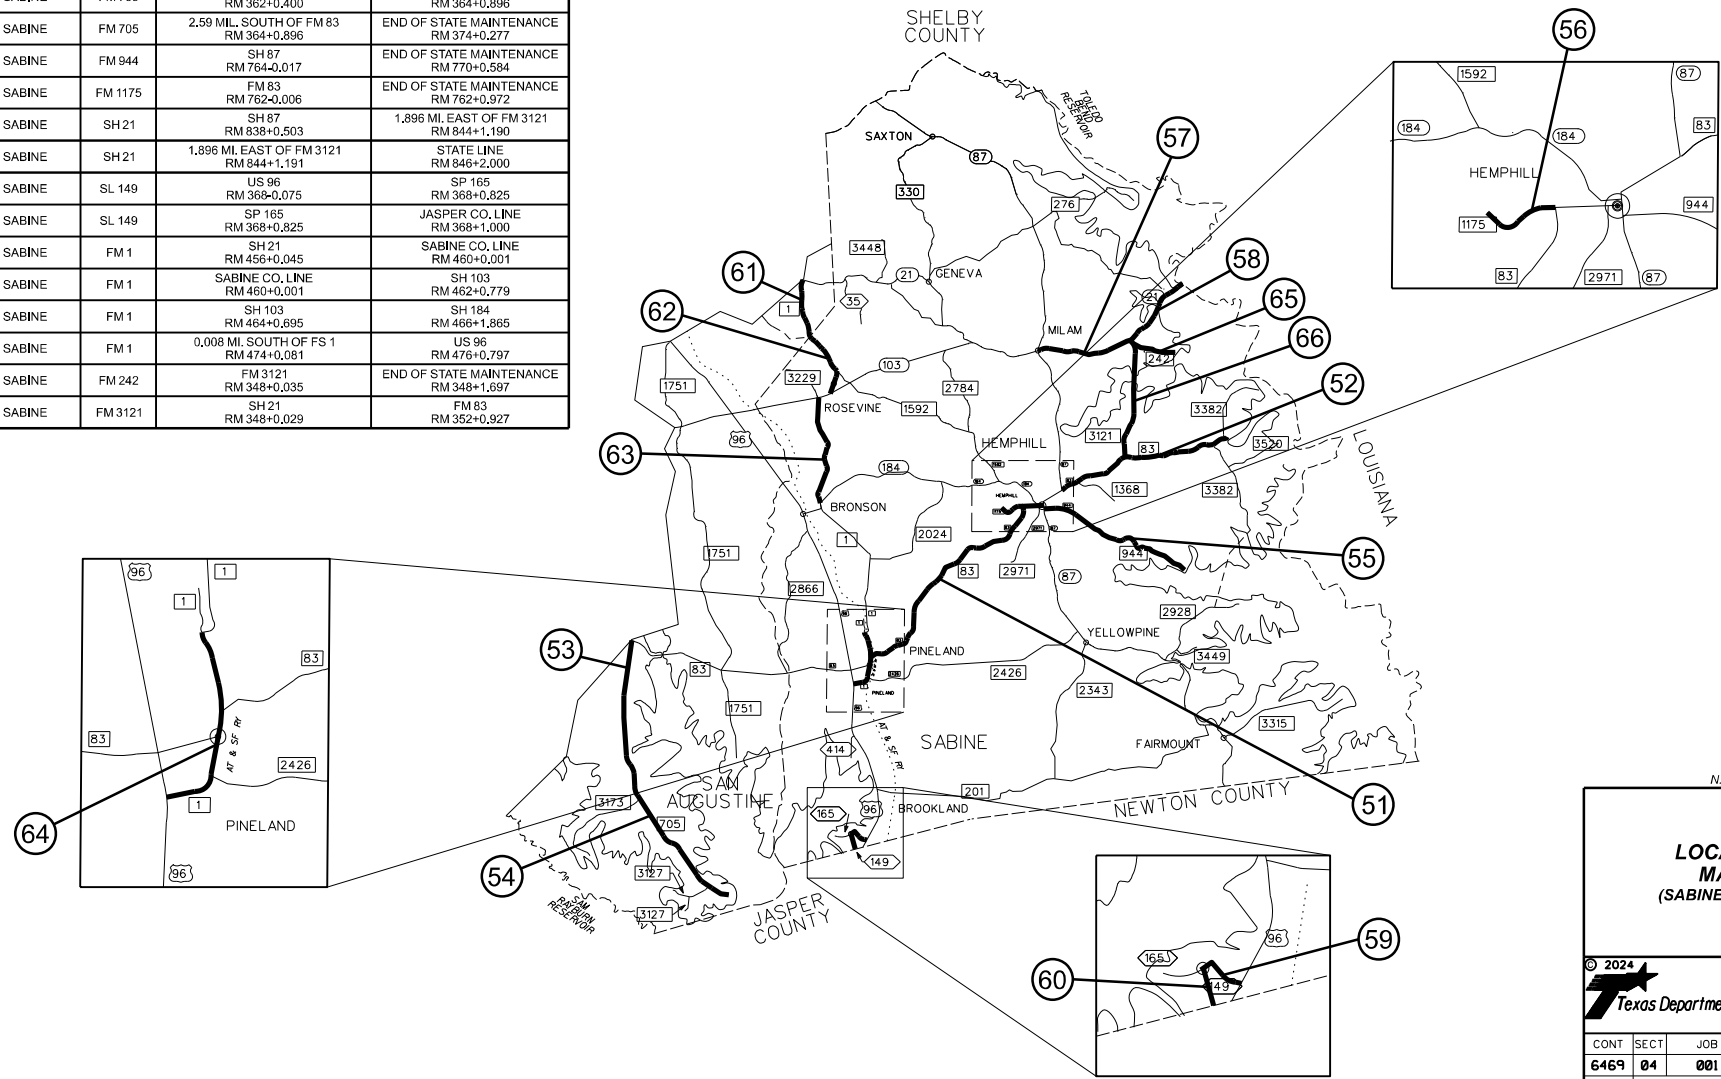 RM 362+0.400 RM 364+0.896
SABINE FM 705 2.59 MIL. SOUTH OF FM 83 END OF STATE MAINTENANCE
RM 364+0.896 RM 374+0.277
SABINE FM 944 SH 87 END OF STATE MAINTENANCE
RM 764-0.017 RM 770+0.584
SABINE FM 1175 FM 83 END OF STATE MAINTENANCE
RM 762-0.006 RM 762+0.972
SABINE SH 21 SH 87 1.896 MI. EAST OF FM 3121
RM 838+0.503 RM 844+1.190
SABINE SH 21 1.896 MI. EAST OF FM 3121 STATE LINE
RM 844+1.191 RM 846+2.000
SABINE SL 149 US 96 SP 165
RM 368-0.075 RM 368+0.825
SABINE SL 149 SP 165 JASPER CO. LINE
RM 368+0.825 RM 368+1.000
SABINE FM 1 SH 21 SABINE CO. LINE
RM 456+0.045 RM 460+0.001
SABINE FM 1 SABINE CO. LINE SH 103
RM 460+0.001 RM 462+0.779
SABINE FM 1 SH 103 SH 184
RM 464+0.695 RM 466+1.865
SABINE FM 1 0.008 MI. SOUTH OF FS 1 US 96
RM 474+0.081 RM 476+0.797
SABINE FM 242 FM 3121 END OF STATE MAINTENANCE
RM 348+0.035 RM 348+1.697
SABINE FM 3121 SH 21 FM 83
RM 348+0.029 RM 352+0.927
SHELBY
COUNTY
TOLEDO
BEND
RESERVOIR
SAXTON
87
330
276
57
56
1592
87
184
184
83
HEMPHILL
944
1175
83
2971
87
3448
21
GENEVA
61
1
35
21
58
62
65
MILAM
66
242
103
1751
3229
2784
52
ROSEVINE
1592
3382
96
3121
83
3520
HEMPHILL
LOUISIANA
63
184
1368
3382
BRONSON
HEMPHILL
2024
1
1751
944
55
83
2971
87
2866
2928
96
1
1
83
83
AT & SF RY
2426
1
PINELAND
96
64
53
83
PINELAND
YELLOWPINE
2426
3449
PINELAND
2343
1751
3315
AT & SF RY
SABINE
FAIRMOUNT
414
SAN
AUGUSTINE
201
NEWTON COUNTY
51
3173
705
165
96
BROOKLAND
149
54
3127
3127
SAM
RAYBURN
RESERVOIR
JASPER
COUNTY
96
165
149
59
60
© 2024
CONT SECT JOB
6469 04 001